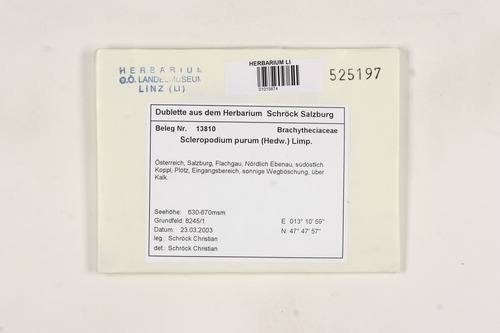 HERBARIUM
O.Ö. LANDESMUSEUM
LINZ (LI)
HERBARIUM LI
01015674
525197
Dublette aus dem Herbarium Schröck Salzburg
Beleg Nr. 13810 Brachytheciaceae
Scleropodium purum (Hedw.) Limp.
Österreich, Salzburg, Flachgau, Nördlich Ebenau, südöstlich
Koppl, Plötz, Eingangsbereich, sonnige Wegböschung, über
Kalk.
Seehöhe: 630-670msm
Grundfeld: 8245/1 E 013° 10' 59"
Datum: 23.03.2003 N 47° 47' 57"
leg.: Schröck Christian
det.: Schröck Christian